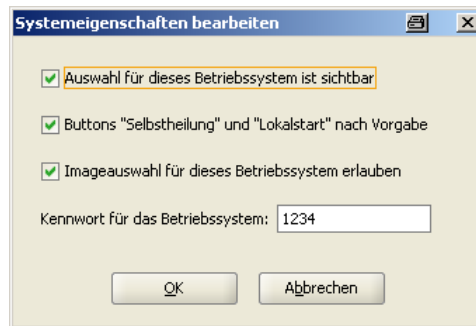 Systemeigenschaften bearbeiten
Auswahl für dieses Betriebssystem ist sichtbar
Buttons "Selbstheilung" und "Lokalstart" nach Vorgabe
Imageauswahl für dieses Betriebssystem erlauben
Kennwort für das Betriebssystem: 1234
OK Abbrechen